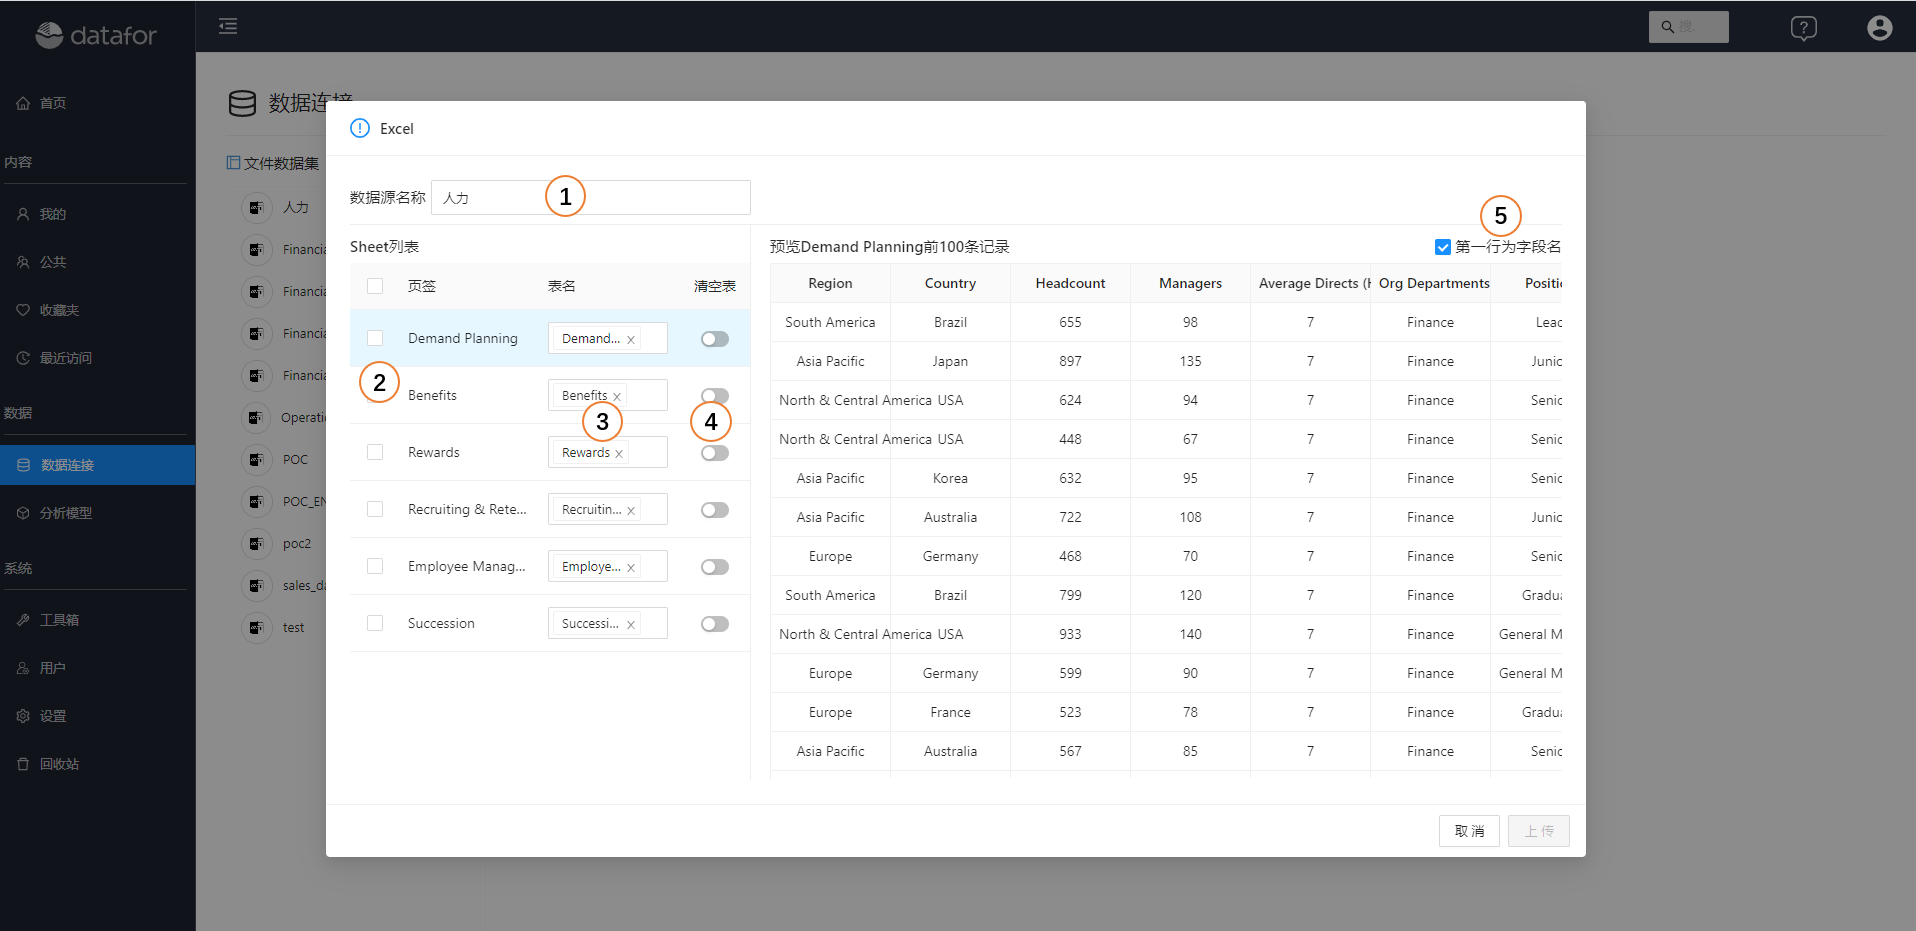 datafor
搜.
首页
内容
我的
公共
收藏夹
最近访问
数据
数据连接
分析模型
系统
工具箱
用户
设置
回收站
数据连接
文件数据集
人力
Financia
Financia
Financia
Financia
Operatio
POC
POC_EN
poc2
sales_da
test
Excel
数据源名称 人力 1
5
Sheet列表
页签 表名 清空表
Demand Planning Demand... x
2
Benefits Benefits x
3 4
Rewards Rewards x
Recruiting & Rete... Recruitin... x
Employee Manag... Employe... x
Succession Successi... x
预览Demand Planning前100条记录 第一行为字段名
Region Country Headcount Managers Average Directs (H Org Departments Positic
South America Brazil 655 98 7 Finance Leac
Asia Pacific Japan 897 135 7 Finance Junic
North & Central America USA 624 94 7 Finance Senic
North & Central America USA 448 67 7 Finance Senic
Asia Pacific Korea 632 95 7 Finance Senic
Asia Pacific Australia 722 108 7 Finance Junic
Europe Germany 468 70 7 Finance Senic
South America Brazil 799 120 7 Finance Gradua
North & Central America USA 933 140 7 Finance General M
Europe Germany 599 90 7 Finance General M
Europe France 523 78 7 Finance Gradua
Asia Pacific Australia 567 85 7 Finance Senic
取 消 上 传